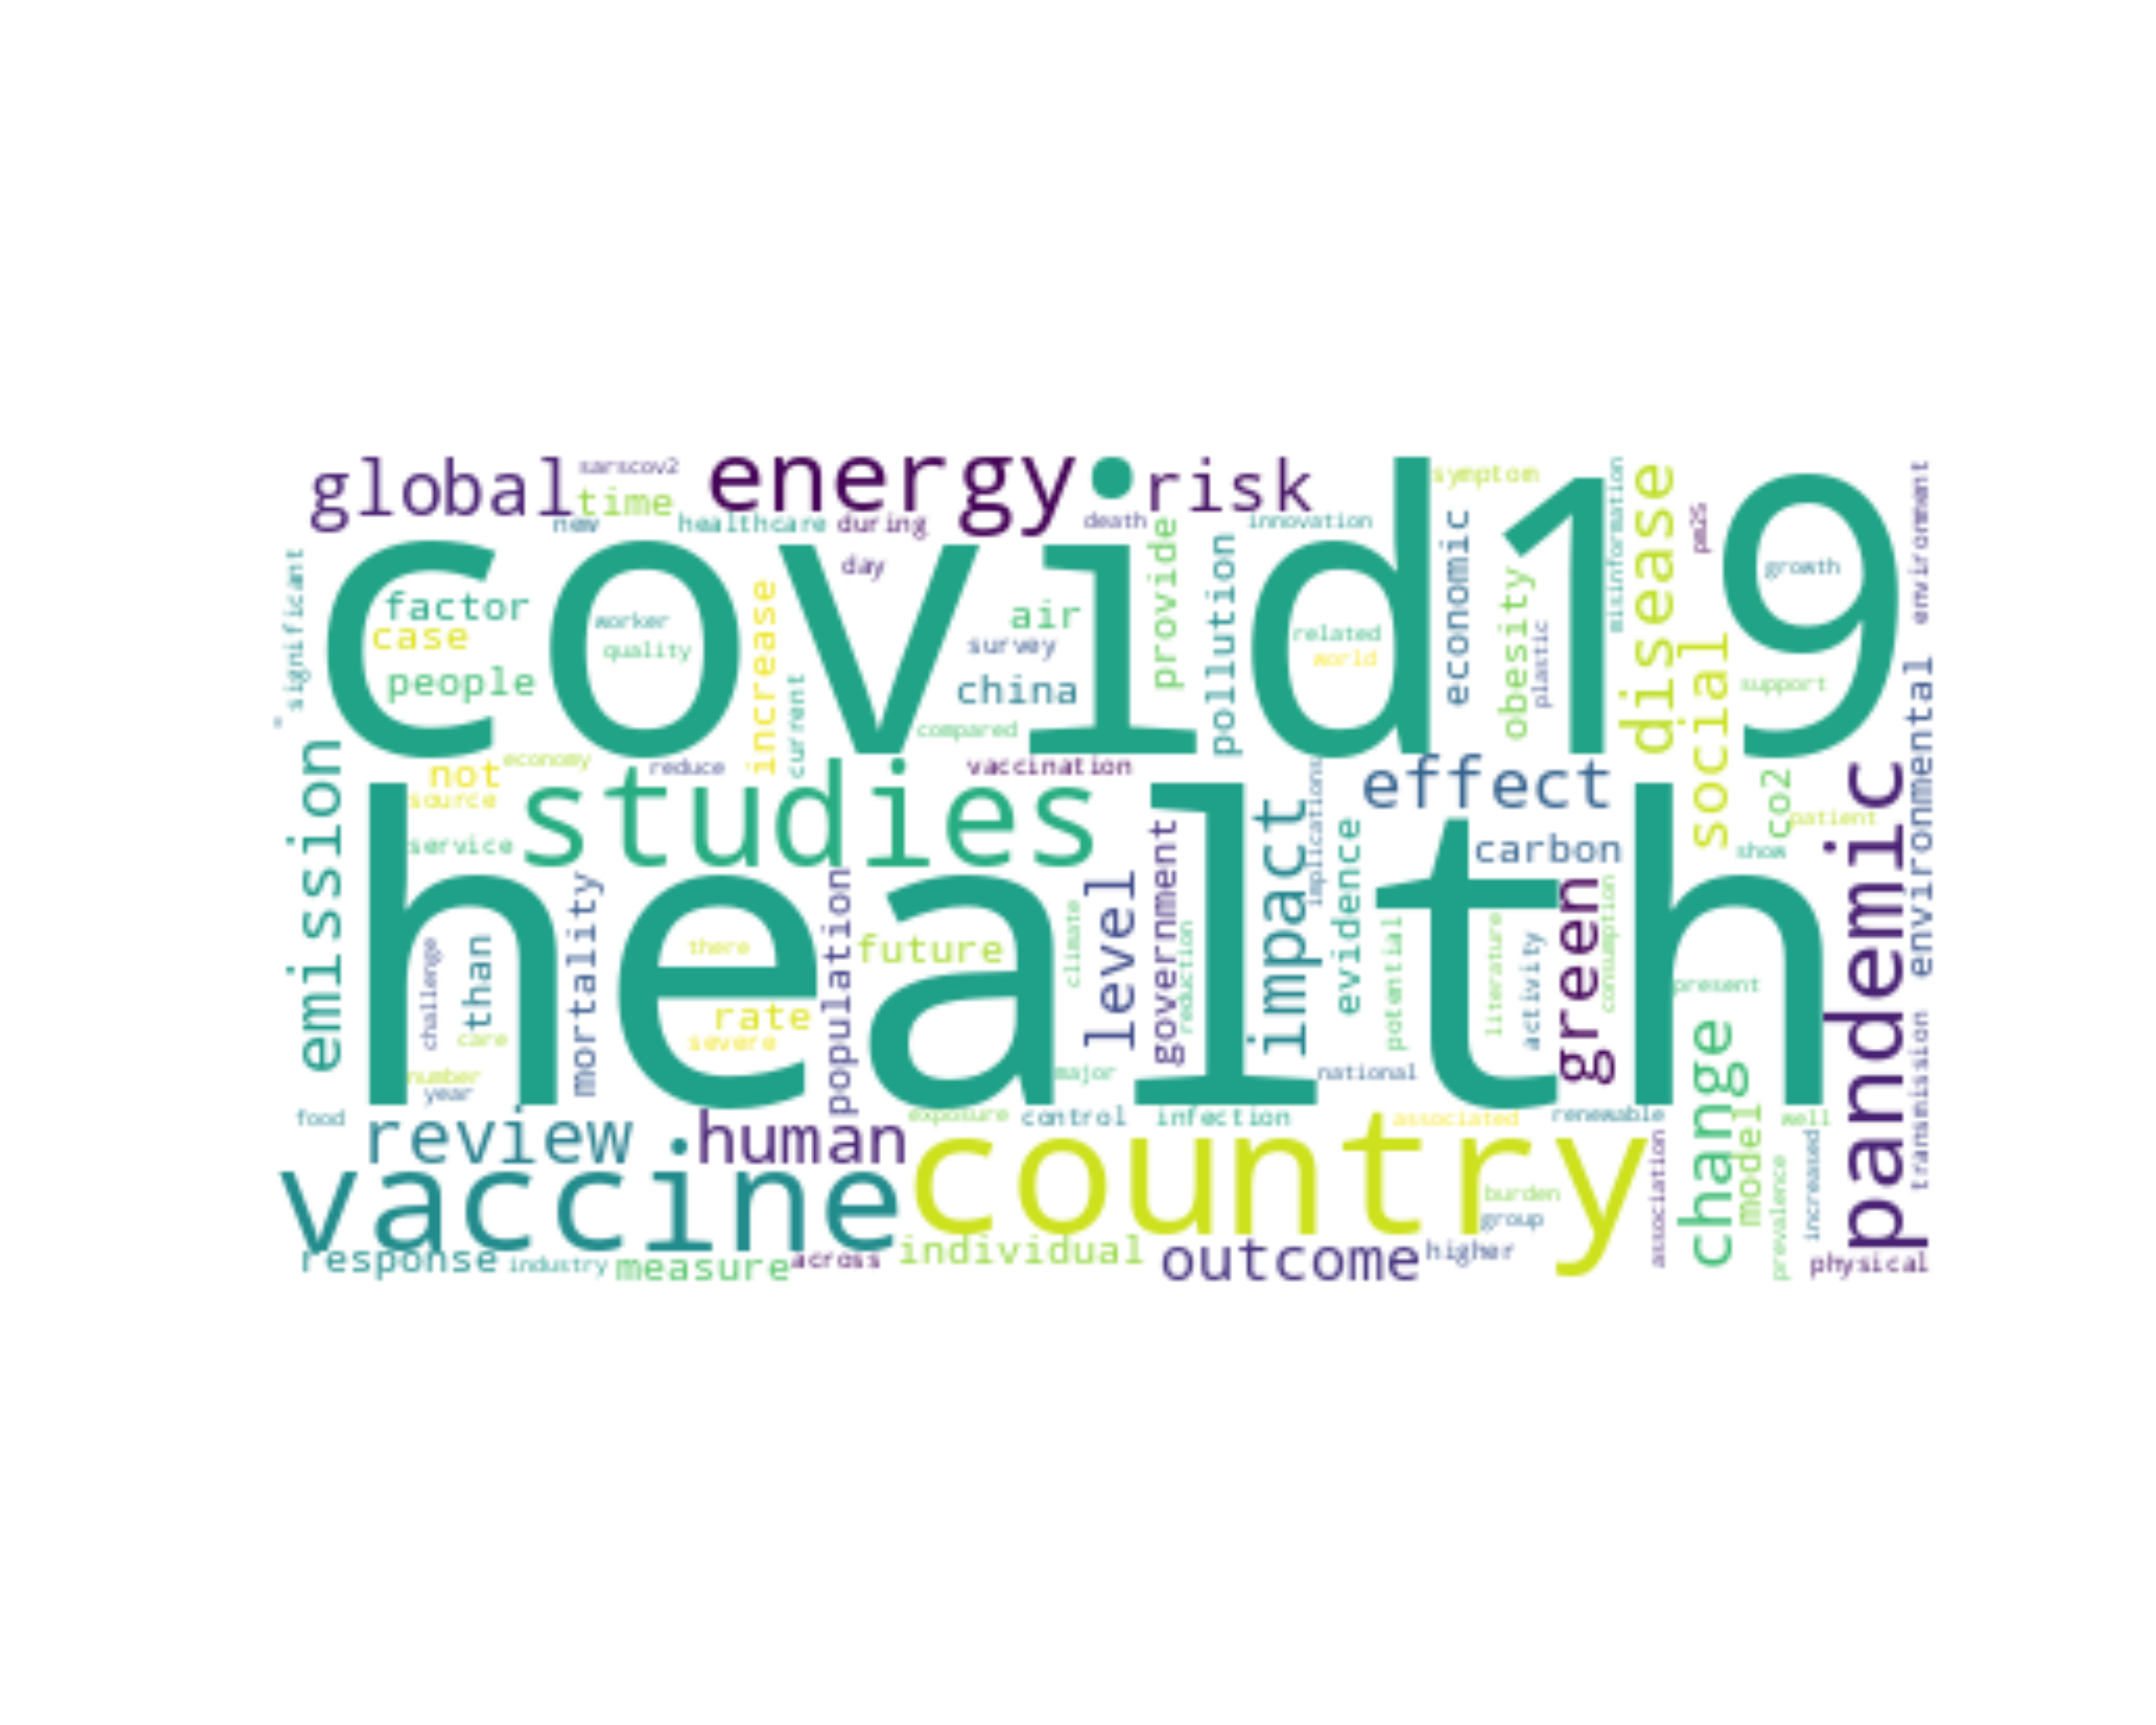 global
sarscov2
time
new
energy
risk
healthcare
during
death
day
innovation
symptom
covid19
significant
factor
case
people
worker
quality
increase
current
air
survey
china
compared
provide
pollution
related
world
economic
obesity
plastic
misinformation
disease
social
pm25
growth
support
environment
environmental
not
economy
source
reduce
vaccination
studies
service
effect
carbon
co2
patient
show
emission
health
challenge
than
care
number
year
mortality
there
rate
severe
population
future
climate
major
level
government
reduction
impact
implications
evidence
potential
national
literature
activity
green
consumption
present
pandemic
transmission
food
review
human
exposure
control
infection
associated
renewable
well
vaccine
country
burden
group
association
change
model
prevalence
increased
response
industry
measure
across
individual
outcome
higher
physical